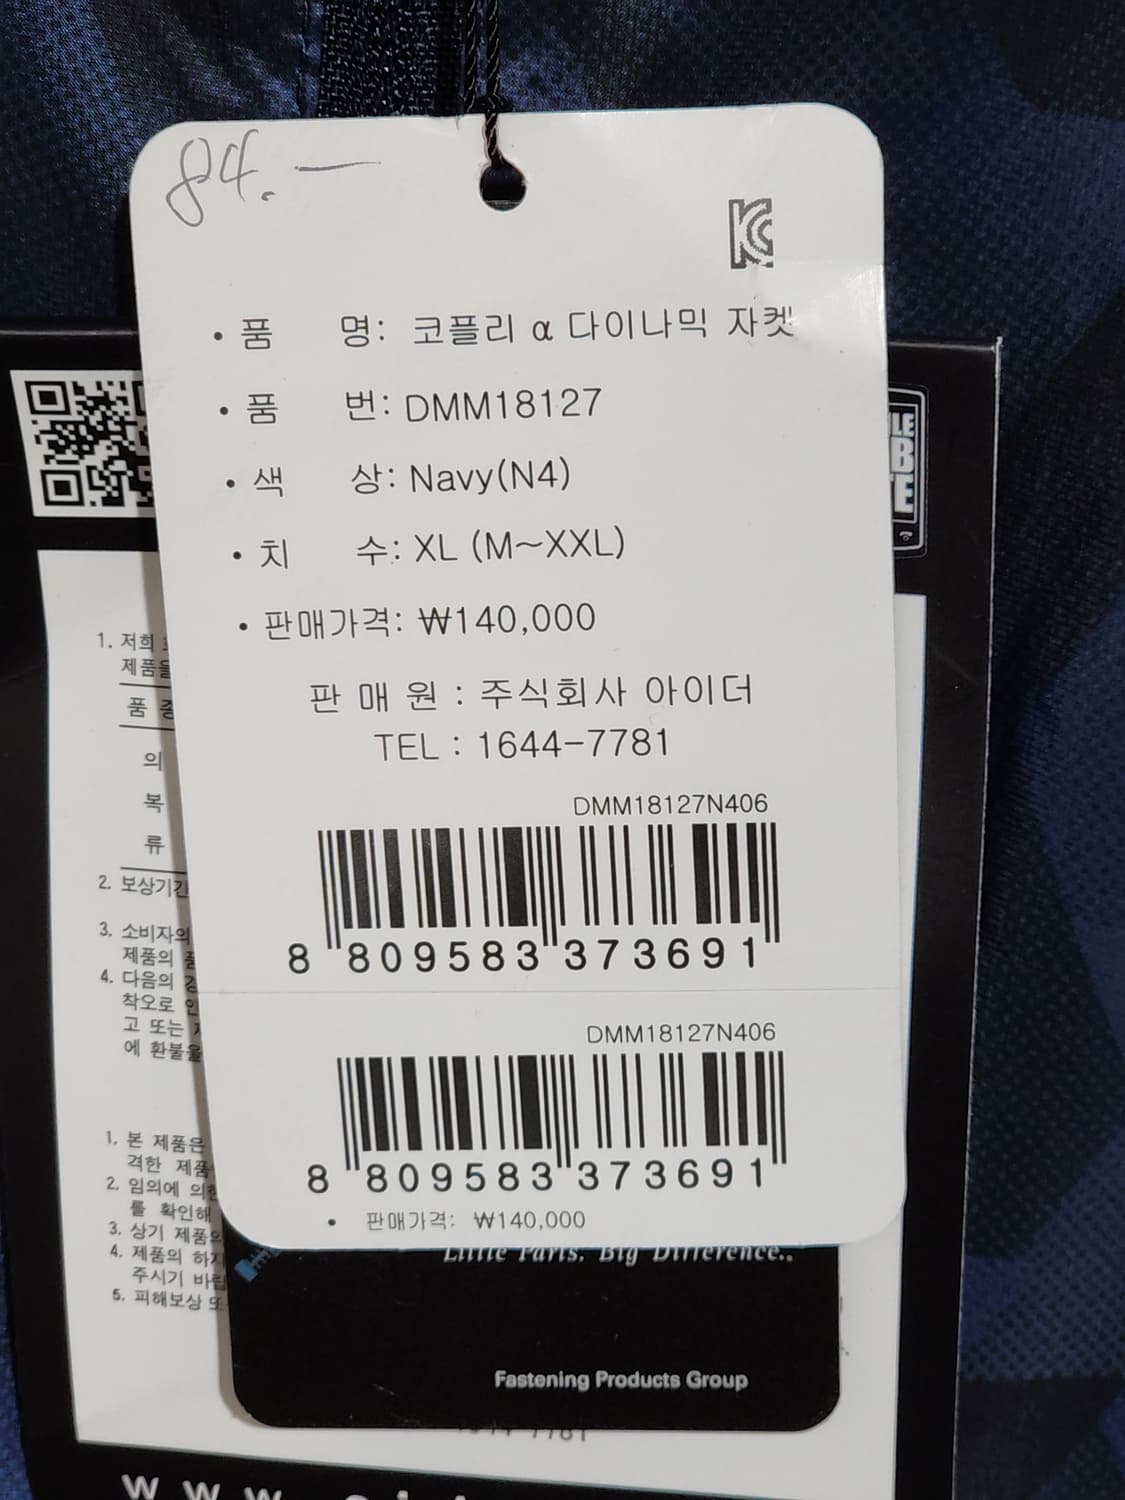 84.-
KC
• 품 명: 코플리 α 다이나믹 자켓
• 품 번: DMM18127
• 색 상: Navy(N4)
• 치 수: XL (M~XXL)
• 판매가격: ₩140,000
판 매 원 : 주식회사 아이더
TEL : 1644-7781
DMM18127N406
8 809583 373691
DMM18127N406
8 809583 373691
• 판매가격: ₩140,000
1. 저희
제품을
품
의
복
류
2. 보상기간
3. 소비자의
제품의
4. 다음의
착오로
고 또는
에 환불을
1. 본 제품은
격한 제품
2. 임의에
를 확인해
3. 상기 제품의
4. 제품의 하자
주시기 바랍
5. 피해보상 또
Little Parts. Big Difference..
Fastening Products Group
www.